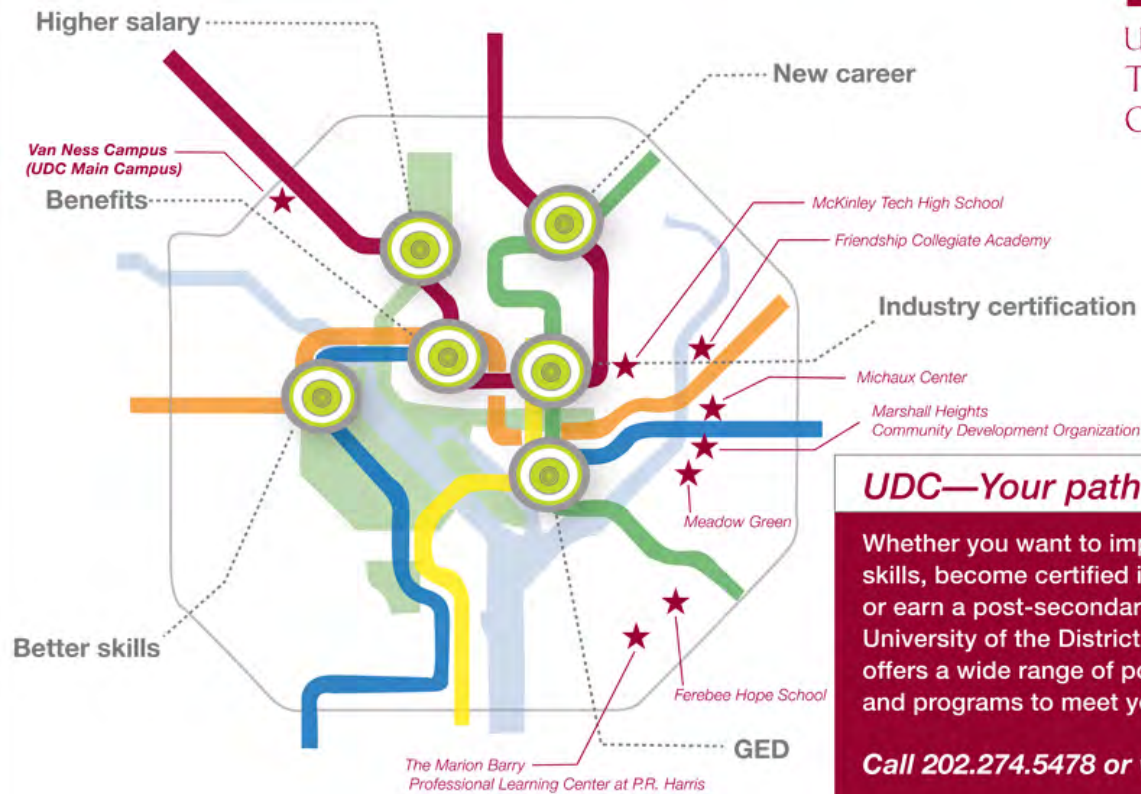 Higher salary
New career
Van Ness Campus
(UDC Main Campus)
Benefits
McKinley Tech High School
Friendship Collegiate Academy
Industry certification
Michaux Center
Marshall Heights
Community Development Organization
Meadow Green
Better skills
Ferebee Hope School
GED
The Marion Barry
Professional Learning Center at P.R. Harris
UDC—Your path
Whether you want to imp
skills, become certified i
or earn a post-secondar
University of the District
offers a wide range of po
and programs to meet yo
Call 202.274.5478 or